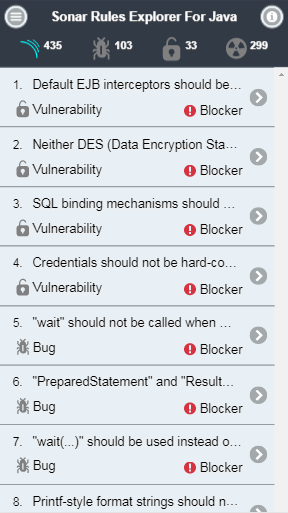 Sonar Rules Explorer For Java
435 103 33 299
1. Default EJB interceptors should be...
Vulnerability Blocker
2. Neither DES (Data Encryption Sta...
Vulnerability Blocker
3. SQL binding mechanisms should ...
Vulnerability Blocker
4. Credentials should not be hard-co...
Vulnerability Blocker
5. "wait" should not be called when ...
Bug Blocker
6. "PreparedStatement" and "Result...
Bug Blocker
7. "wait(...)" should be used instead o...
Bug Blocker
8. Printf-style format strings should n...